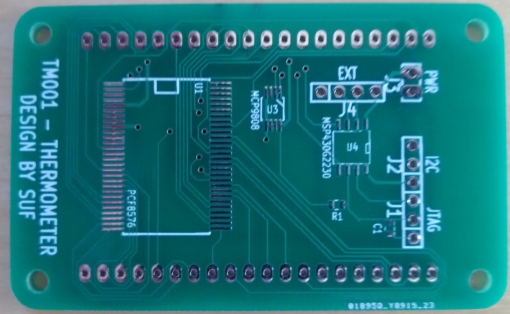 TM001 - THERMOMETER
DESIGN BY SUF
U1
PCF8576
MCP9808
U3
EXT
J4
PWR
J3
MSP430G2230
U4
R1
J2
I2C
J1
JTAG
C1
018950_Y8915_23